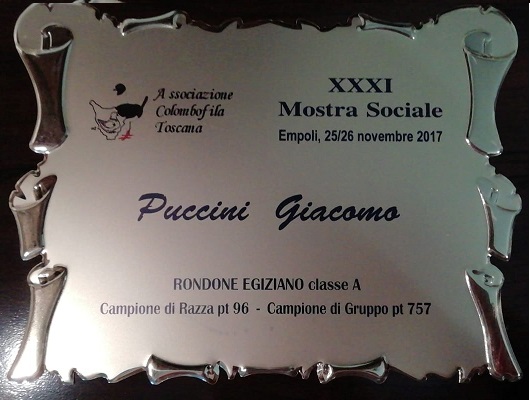 Associazione
Colombofila
Toscana
XXXI
Mostra Sociale
Empoli, 25/26 novembre 2017
Puccini Giacomo
RONDONE EGIZIANO classe A
Campione di Razza pt 96 - Campione di Gruppo pt 757